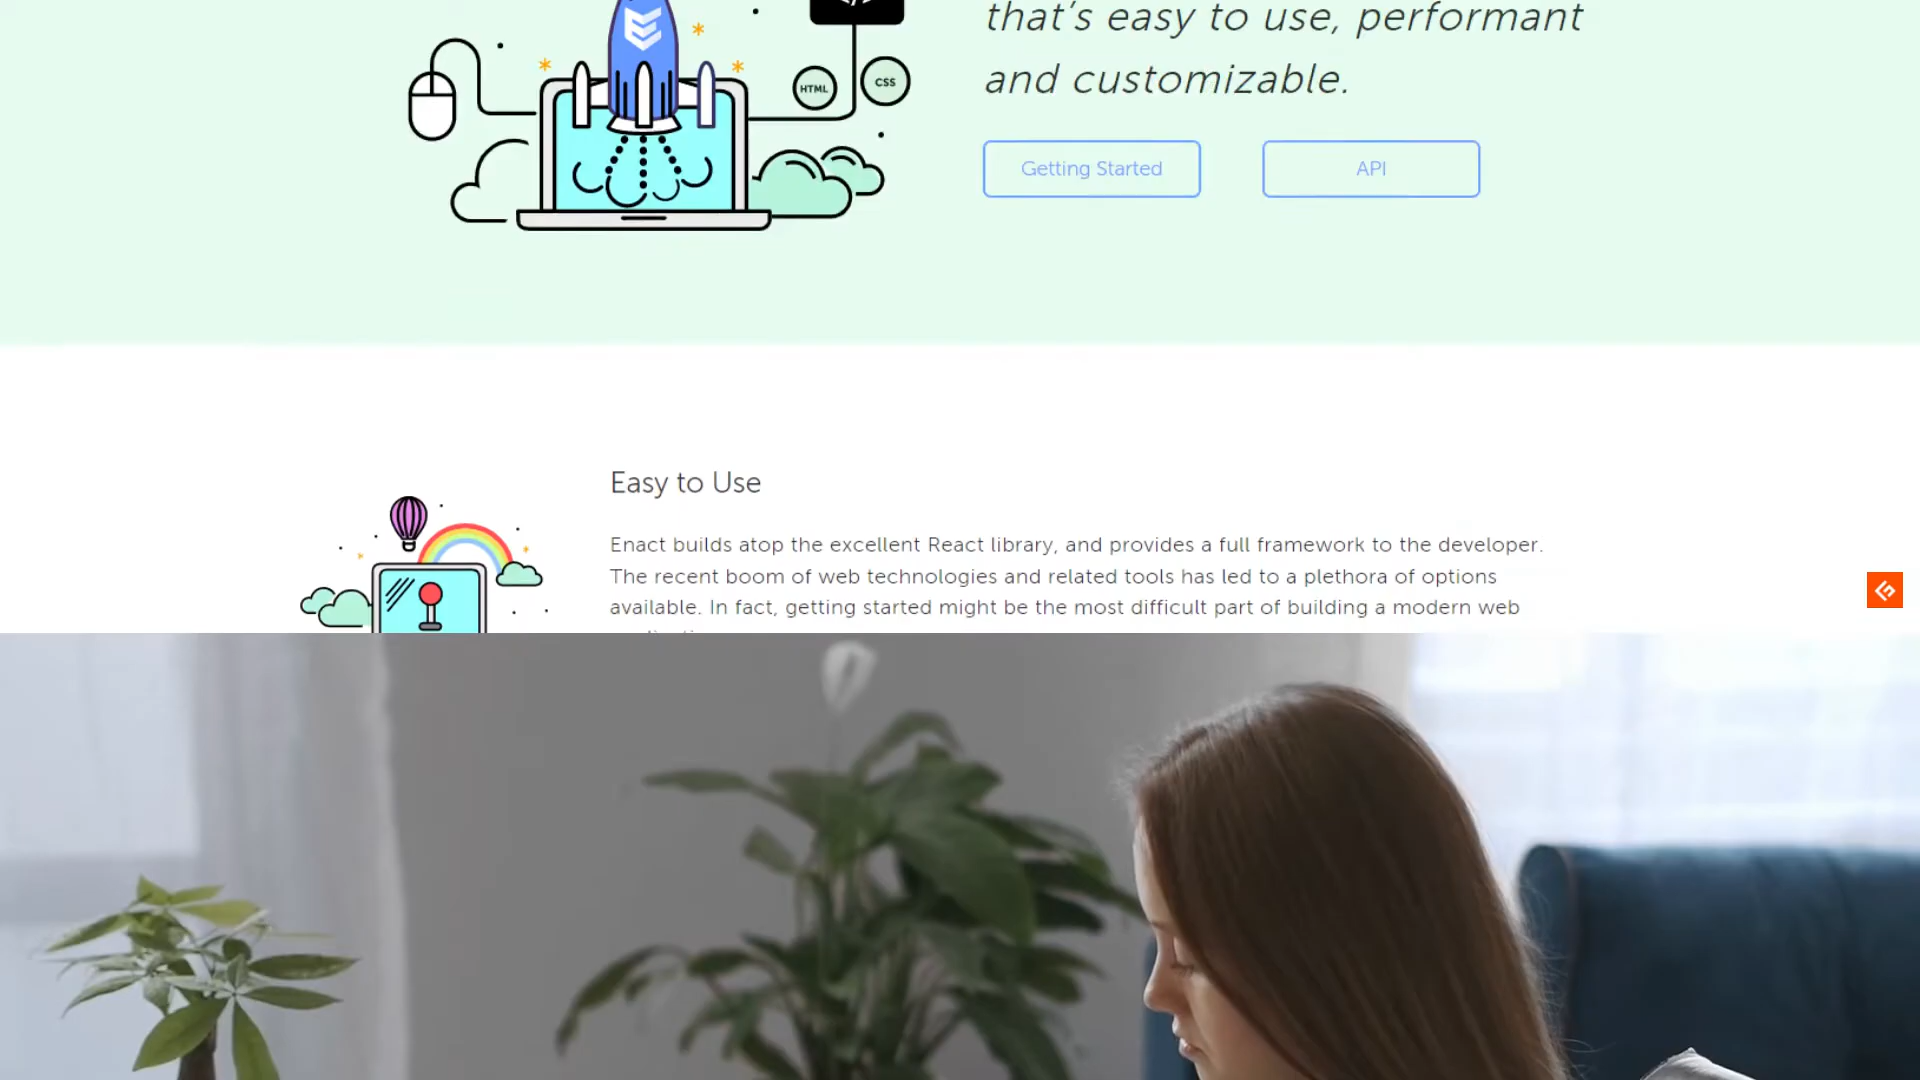 that's easy to use, performant
and customizable.
HTML
CSS
Getting Started
API
Easy to Use
Enact builds atop the excellent React library, and provides a full framework to the developer.
The recent boom of web technologies and related tools has led to a plethora of options
available. In fact, getting started might be the most difficult part of building a modern web